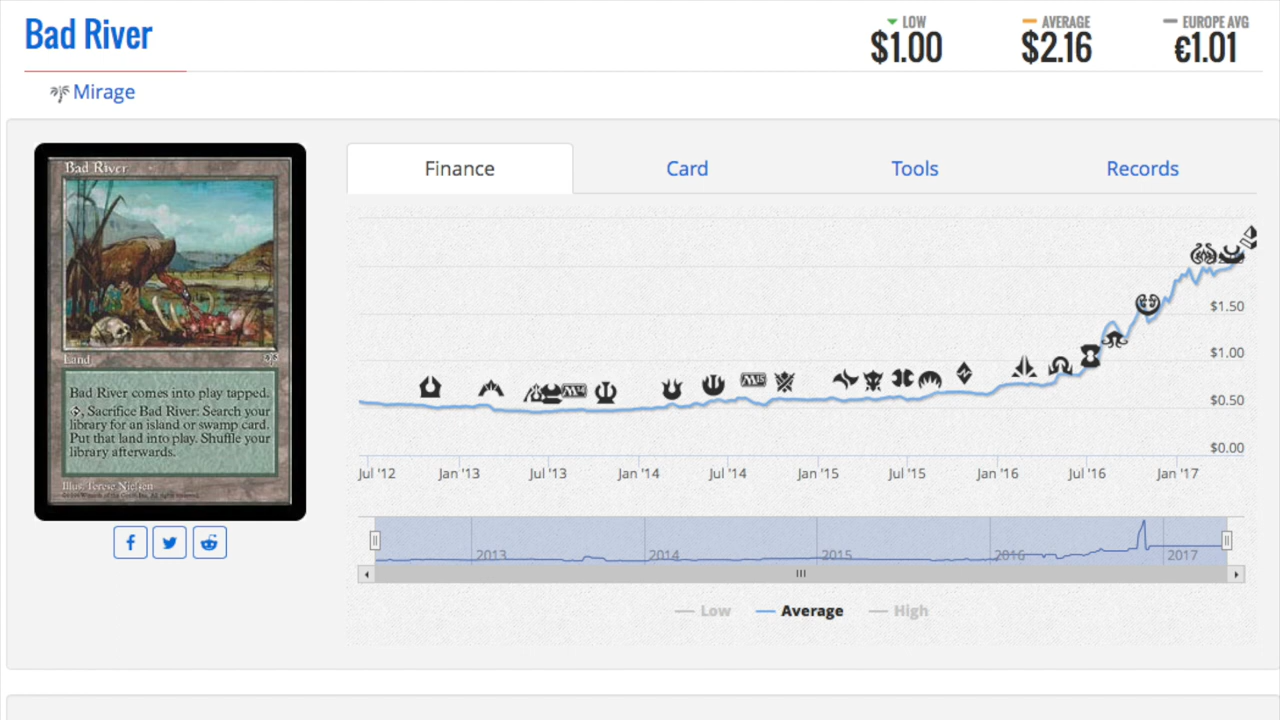 Bad River
LOW
$1.00
AVERAGE
$2.16
EUROPE AVG
€1.01
Mirage
Finance
Card
Tools
Records
Bad River
Land
Bad River comes into play tapped.
, Sacrifice Bad River: Search your
library for an island or swamp card.
Put that land into play. Shuffle your
library afterwards.
Illus. Terese Nielsen
M14
M15
$1.50
$1.00
$0.50
$0.00
Jul '12
Jan '13
Jul '13
Jan '14
Jul '14
Jan '15
Jul '15
Jan '16
Jul '16
Jan '17
2013
2014
2015
2016
2017
Low
Average
High